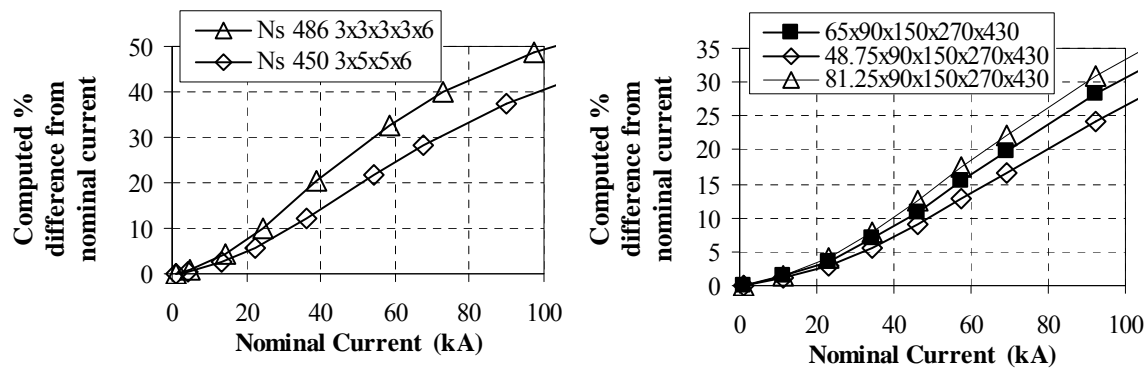 Ns 486 3x3x3x3x6
Ns 450 3x5x5x6
50
40
30
20
10
0
0 20 40 60 80 100
Nominal Current (kA)
Computed %
difference from
nominal current
65x90x150x270x430
48.75x90x150x270x430
81.25x90x150x270x430
35
30
25
20
15
10
5
0
0 20 40 60 80 100
Nominal Current (kA)
Computed %
difference from
nominal current